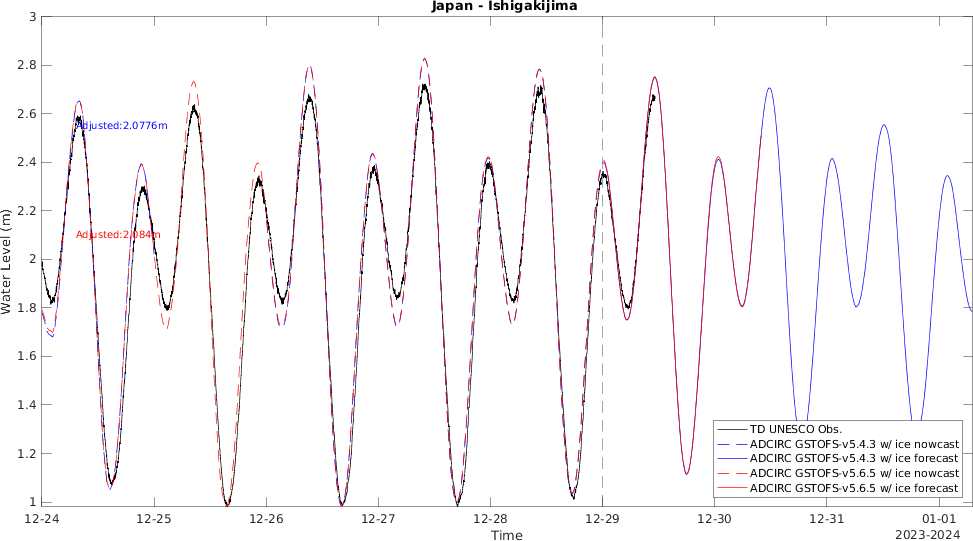 Japan - Ishigakijima
3
2.8
2.6
2.4
2.2
2
1.8
1.6
1.4
1.2
1
Water Level (m)
Adjusted:2.0776m
Adjusted:2.084m
TD UNESCO Obs.
ADCIRC GSTOFS-v5.4.3 w/ ice nowcast
ADCIRC GSTOFS-v5.4.3 w/ ice forecast
ADCIRC GSTOFS-v5.6.5 w/ ice nowcast
ADCIRC GSTOFS-v5.6.5 w/ ice forecast
12-24 12-25 12-26 12-27 12-28 12-29 12-30 12-31 01-01
Time
2023-2024